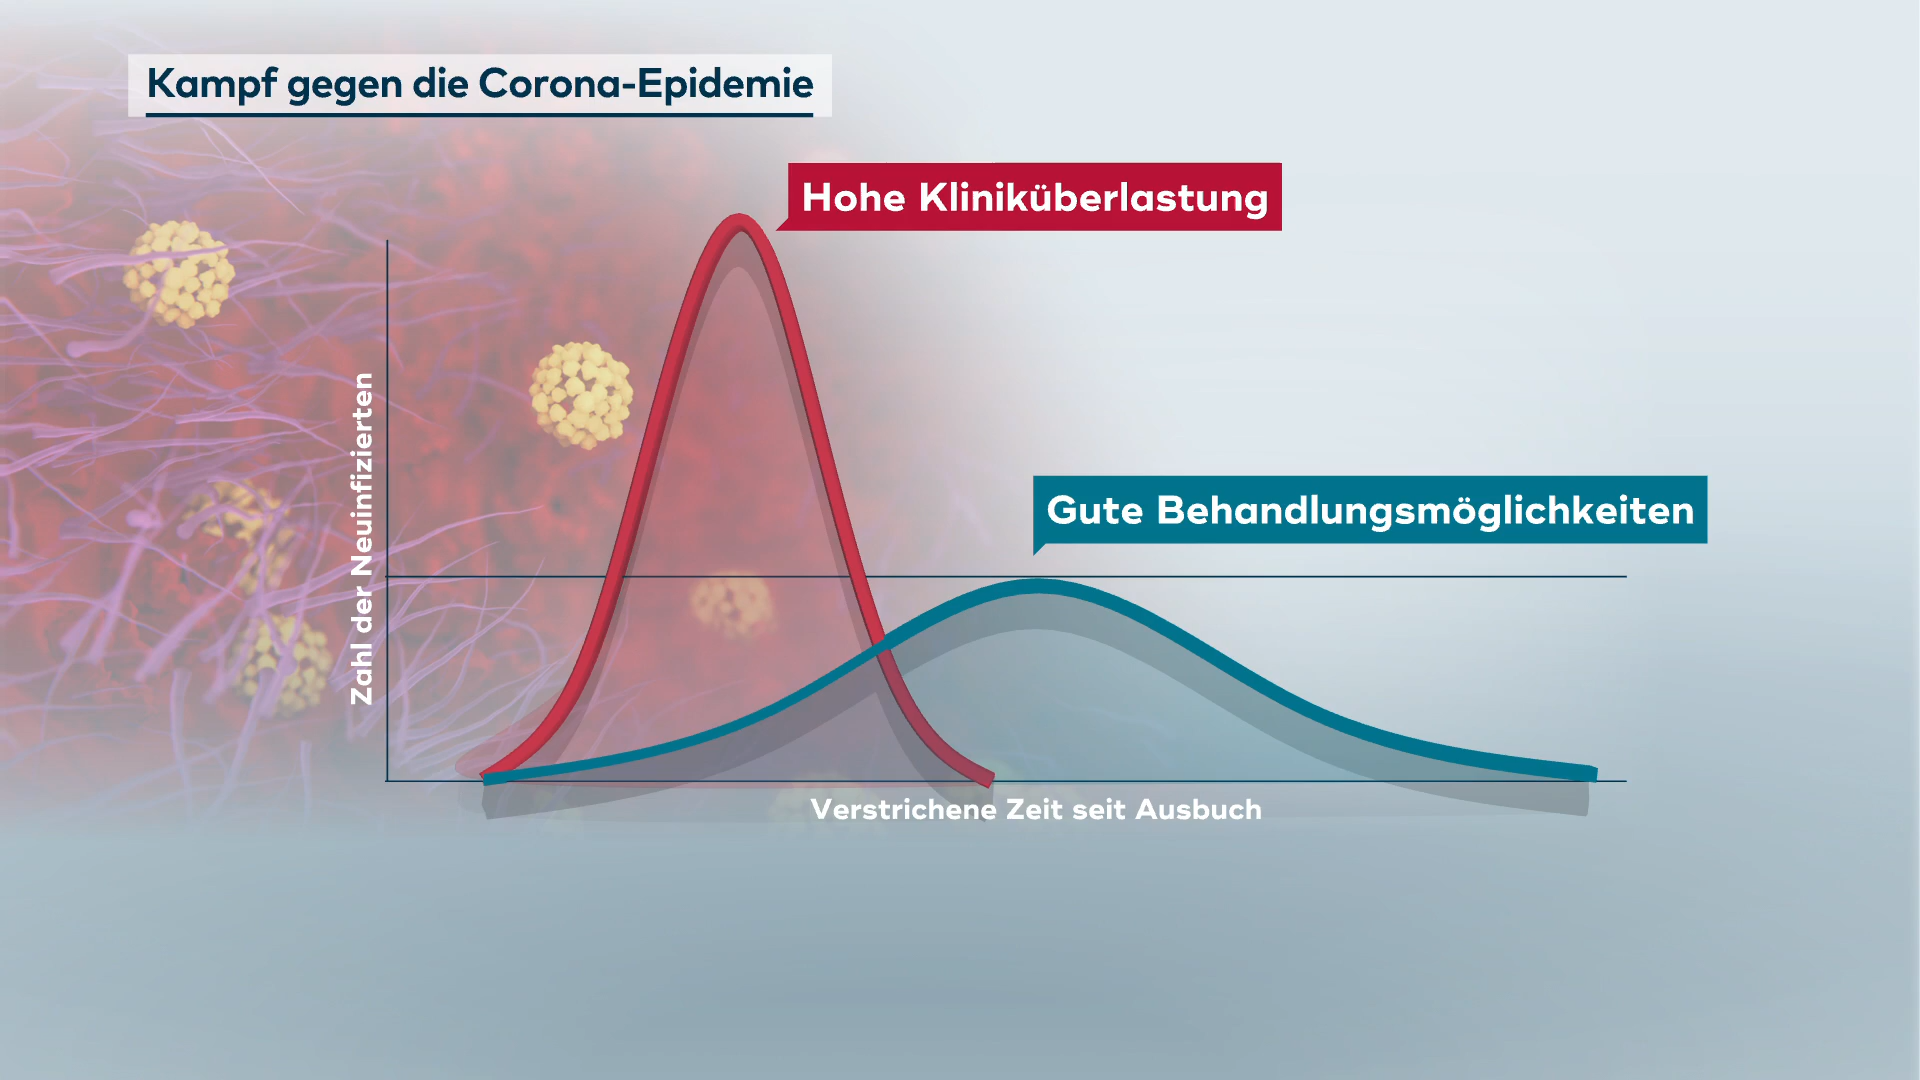 Kampf gegen die Corona-Epidemie
Hohe Kliniküberlastung
Gute Behandlungsmöglichkeiten
Zahl der Neuinfizierten
Verstrichene Zeit seit Ausbuch